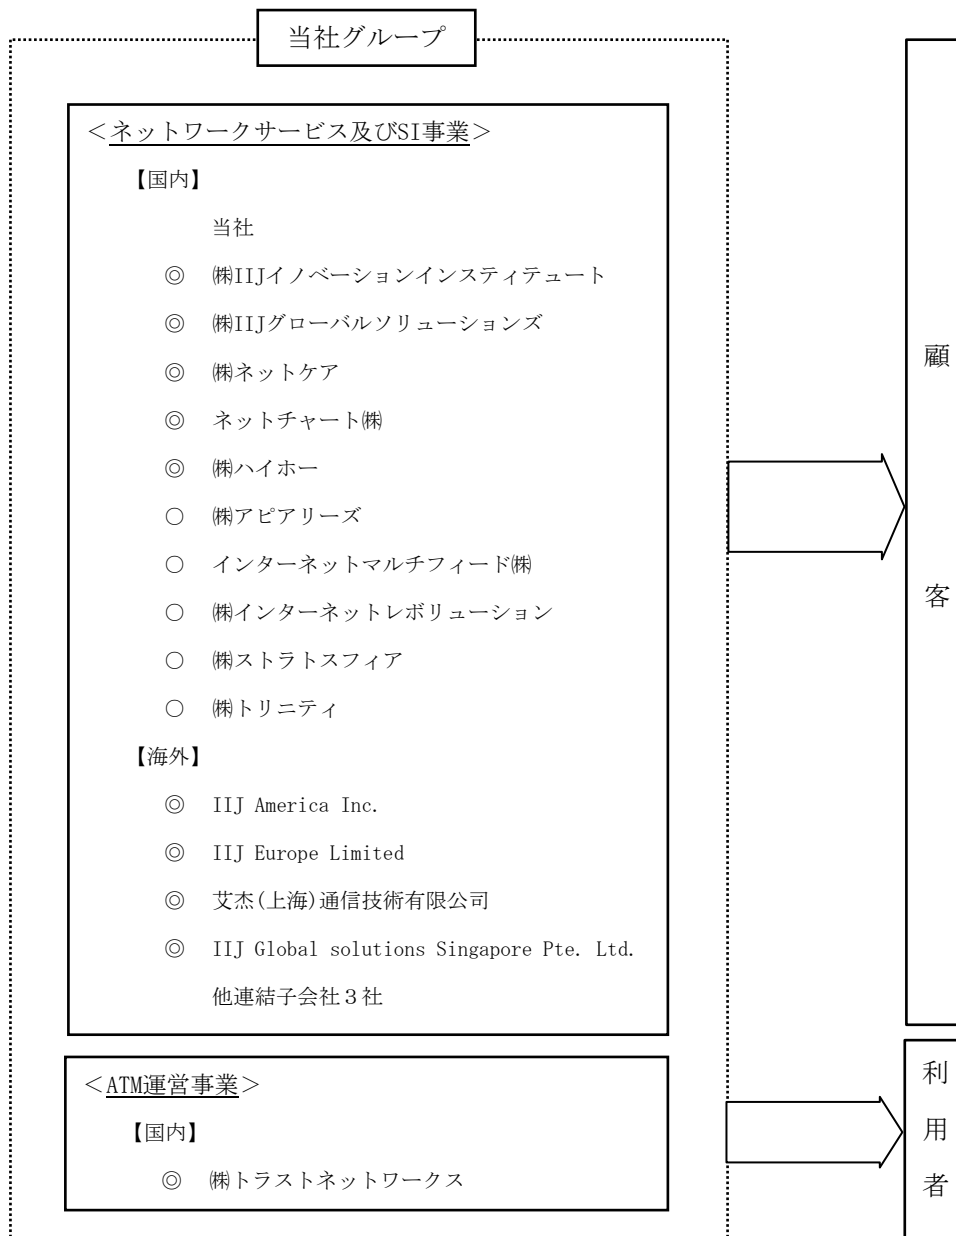 当社グループ
＜ネットワークサービス及びSI事業＞
【国内】
当社
◎ ㈱IIJイノベーションインスティテュート
◎ ㈱IIJグローバルソリューションズ
◎ ㈱ネットケア
◎ ネットチャート㈱
◎ ㈱ハイホー
○ ㈱アピアリーズ
○ インターネットマルチフィード㈱
○ ㈱インターネットレボリューション
○ ㈱ストラトスフィア
○ ㈱トリニティ
【海外】
◎ IIJ America Inc.
◎ IIJ Europe Limited
◎ 艾杰(上海)通信技術有限公司
◎ IIJ Global solutions Singapore Pte. Ltd.
他連結子会社３社
＜ATM運営事業＞
【国内】
◎ ㈱トラストネットワークス
顧客
利用者